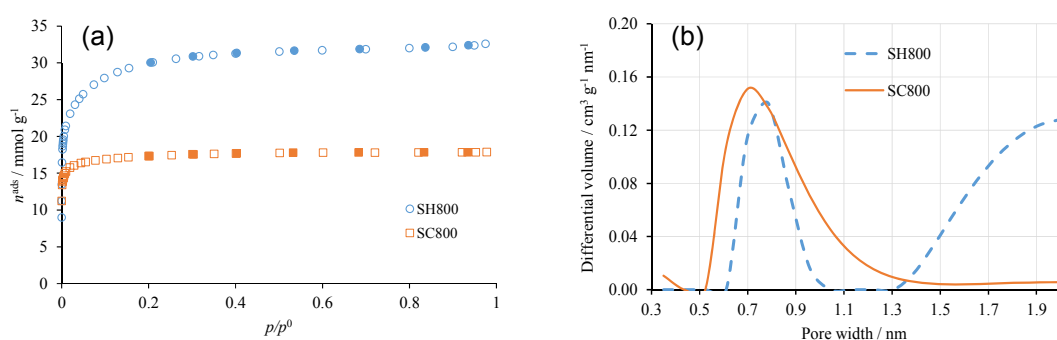 (a)
35
30
25
20
15
10
5
0
0 0.2 0.4 0.6 0.8 1
n^ads / mmol g^-1
p/p^0
SH800
SC800
(b)
0.20
0.16
0.12
0.08
0.04
0.00
0.3 0.5 0.7 0.9 1.1 1.3 1.5 1.7 1.9
Differential volume / cm³ g⁻¹ nm⁻¹
Pore width / nm
SH800
SC800